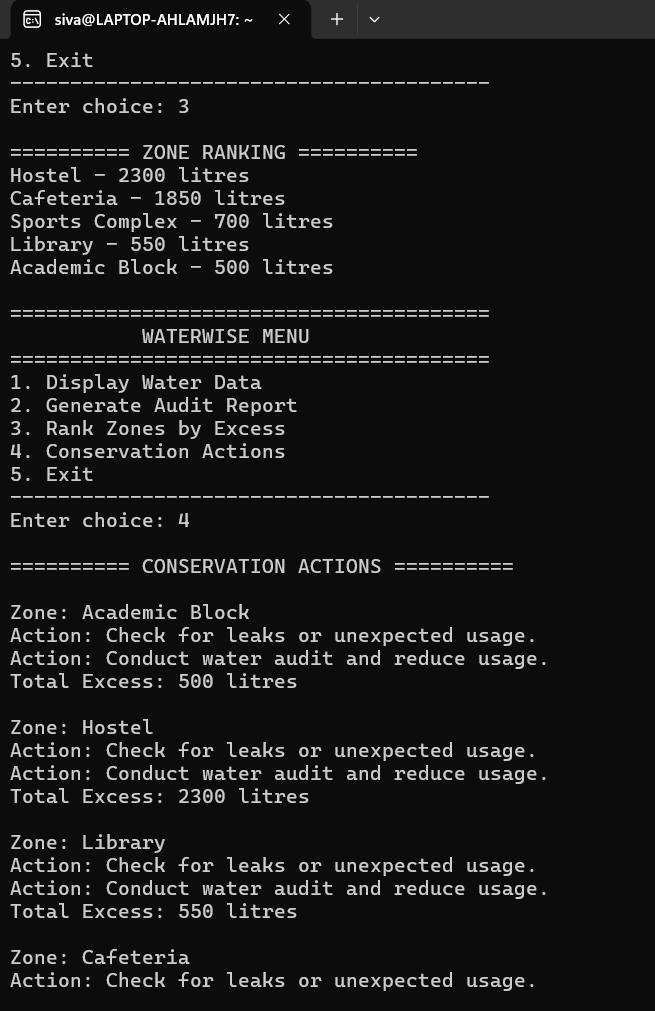 siva@LAPTOP-AHLAMJH7: ~
5. Exit
----------------------------------------
Enter choice: 3
========== ZONE RANKING ==========
Hostel - 2300 litres
Cafeteria - 1850 litres
Sports Complex - 700 litres
Library - 550 litres
Academic Block - 500 litres
========================================
WATERWISE MENU
========================================
1. Display Water Data
2. Generate Audit Report
3. Rank Zones by Excess
4. Conservation Actions
5. Exit
----------------------------------------
Enter choice: 4
========== CONSERVATION ACTIONS ==========
Zone: Academic Block
Action: Check for leaks or unexpected usage.
Action: Conduct water audit and reduce usage.
Total Excess: 500 litres
Zone: Hostel
Action: Check for leaks or unexpected usage.
Action: Conduct water audit and reduce usage.
Total Excess: 2300 litres
Zone: Library
Action: Check for leaks or unexpected usage.
Action: Conduct water audit and reduce usage.
Total Excess: 550 litres
Zone: Cafeteria
Action: Check for leaks or unexpected usage.